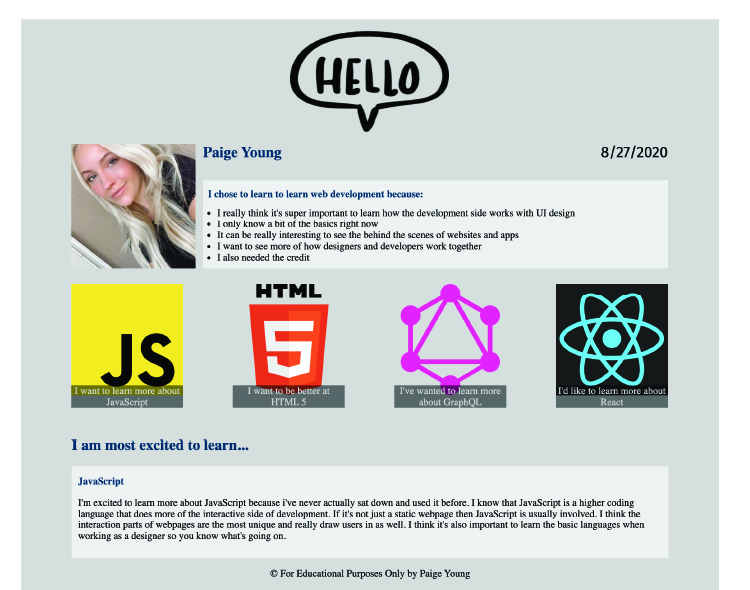 HELLO
Paige Young
8/27/2020
I chose to learn to learn web development because:
• I really think it's super important to learn how the development side works with UI design
• I only know a bit of the basics right now
• It can be really interesting to see the behind the scenes of websites and apps
• I want to see more of how designers and developers work together
• I also needed the credit
JS
I want to learn more about
JavaScript
HTML
5
I want to be better at
HTML 5
I've wanted to learn more
about GraphQL
I'd like to learn more about
React
I am most excited to learn...
JavaScript
I'm excited to learn more about JavaScript because i've never actually sat down and used it before. I know that JavaScript is a higher coding
language that does more of the interactive side of development. If it's not just a static webpage then JavaScript is usually involved. I think the
interaction parts of webpages are the most unique and really draw users in as well. I think it's also important to learn the basic languages when
working as a designer so you know what's going on.
© For Educational Purposes Only by Paige Young